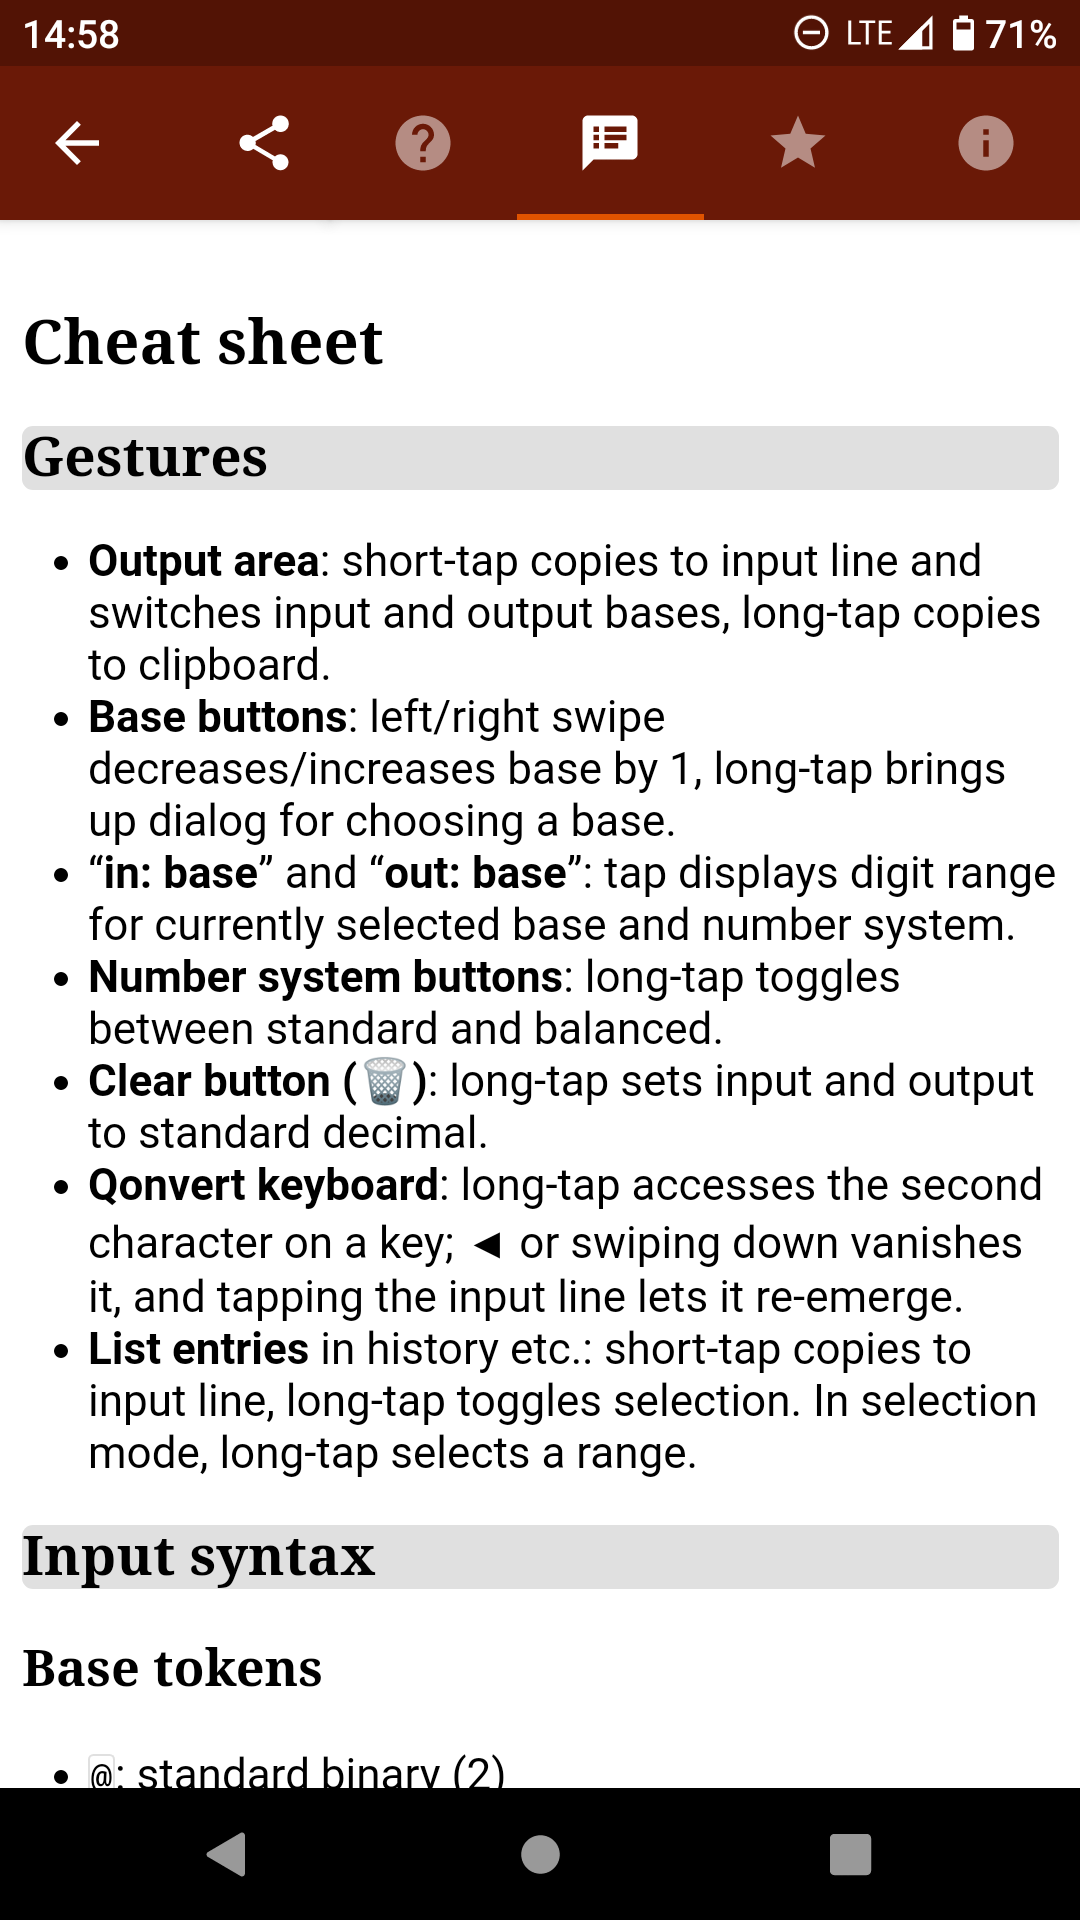 14:58
LTE 71%
Cheat sheet
Gestures
• Output area: short-tap copies to input line and
switches input and output bases, long-tap copies
to clipboard.
• Base buttons: left/right swipe
decreases/increases base by 1, long-tap brings
up dialog for choosing a base.
• “in: base” and “out: base”: tap displays digit range
for currently selected base and number system.
• Number system buttons: long-tap toggles
between standard and balanced.
• Clear button (🗑️): long-tap sets input and output
to standard decimal.
• Qonvert keyboard: long-tap accesses the second
character on a key; ◄ or swiping down vanishes
it, and tapping the input line lets it re-emerge.
• List entries in history etc.: short-tap copies to
input line, long-tap toggles selection. In selection
mode, long-tap selects a range.
Input syntax
Base tokens
• @: standard binary (2)